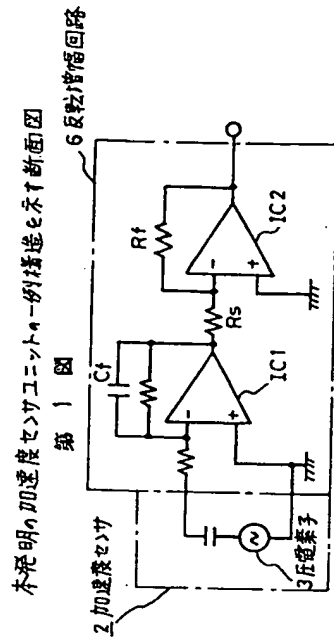 本発明の加速度センサユニットの一例構造を示す断面図
第 1 図
6反転増幅回路
Cf
Rf
−
+
IC1
Rs
−
+
IC2
2加速度センサ
3圧電素子